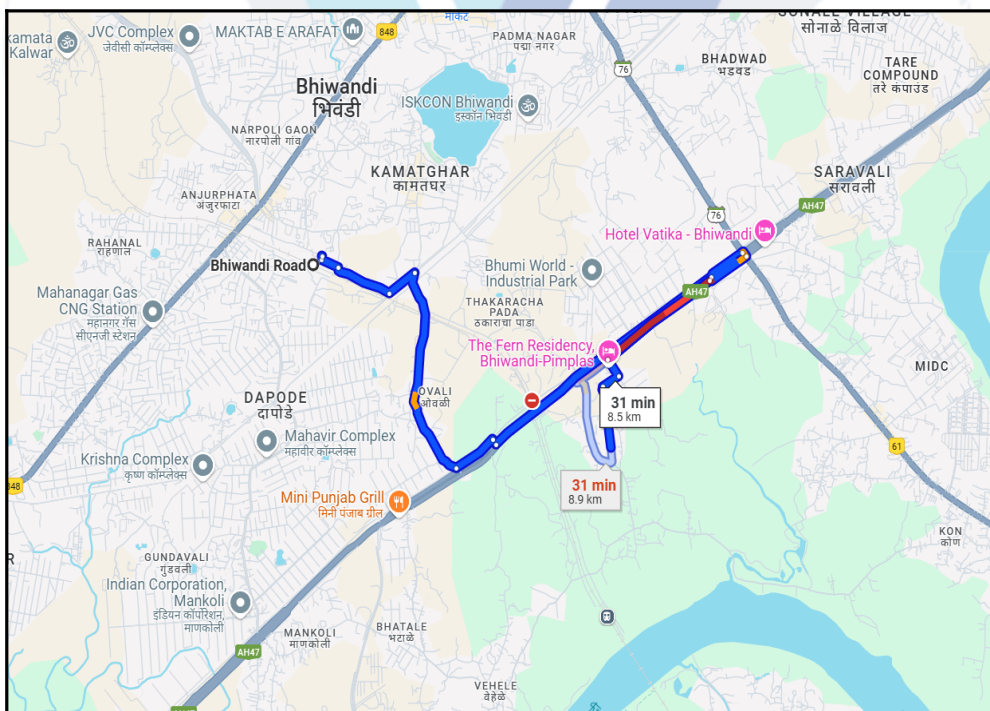 मार्केट
SONALE VILLAGE
सोनाळे विलाज
kamata
Kalwar
JVC Complex
जेवीसी कॉम्प्लेक्स
MAKTAB E ARAFAT
848
PADMA NAGAR
पद्मा नगर
76
BHADWAD
भडवड
TARE
COMPOUND
तरे कंपाउंड
Bhiwandi
भिवंडी
ISKCON Bhiwandi
इस्कॉन भिवंडी
NARPOLI GAON
नारपोली गांव
KAMATGHAR
कामतघर
SARAVALI
सरावली
ANJURPHATA
अंजुरफाटा
AH47
76
RAHANAL
राहणाल
Hotel Vatika - Bhiwandi
Bhiwandi Road
Bhumi World -
Industrial Park
AH47
Mahanagar Gas
CNG Station
महानगर गॅस
सीएनजी स्टेशन
THAKARACHA
PADA
ठाकराचा पाडा
The Fern Residency,
Bhiwandi-Pimplas
MIDC
OVALI
ओवळी
31 min
8.5 km
DAPODE
दापोडे
Mahavir Complex
महावीर कॉम्प्लेक्स
61
Krishna Complex
कृष्ण कॉम्प्लेक्स
848
31 min
8.9 km
Mini Punjab Grill
मिनी पंजाब ग्रील
KON
कोण
R
GUNDAVALI
गुंडवली
Indian Corporation,
Mankoli
इंडियन कॉर्पोरेशन,
माणकोली
BHATALE
भटाळे
MANKOLI
माणकोली
AH47
VEHELE
वेहेळे
AH47